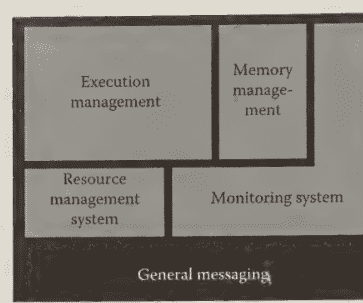 Execution
management
Memory
manage-
ment
Resource
management
system
Monitoring system
General messaging